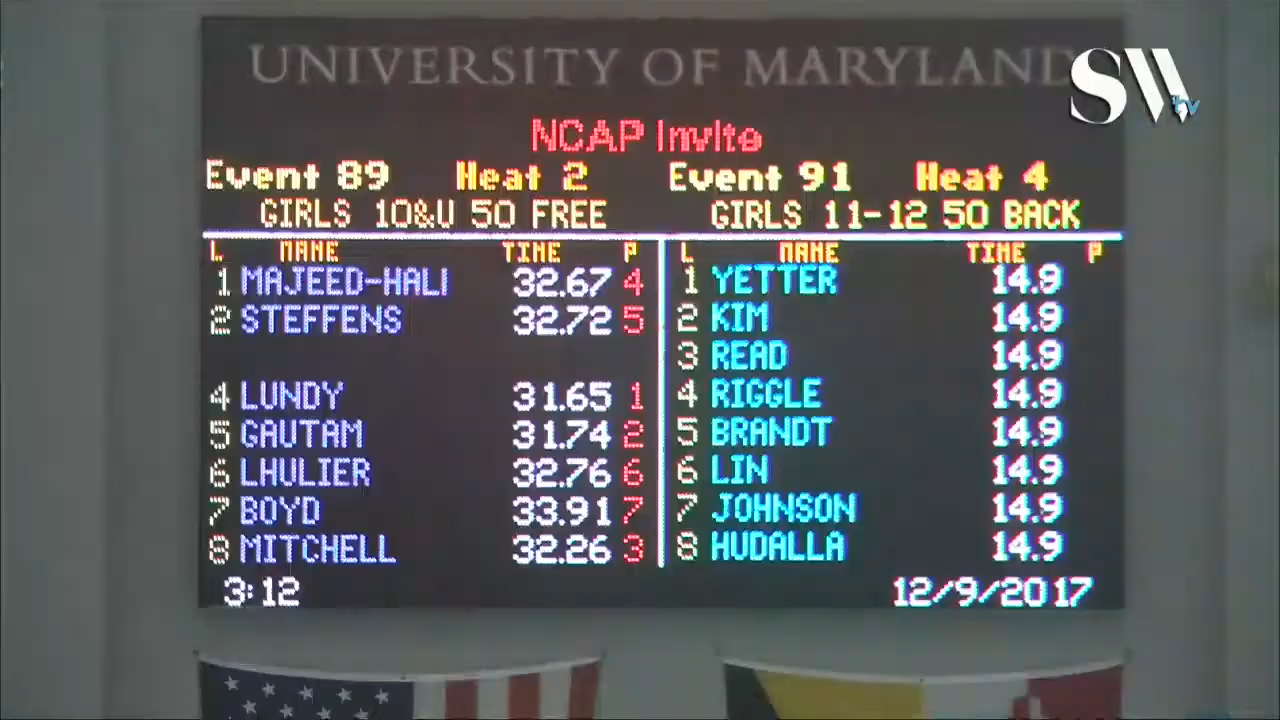 UNIVERSITY OF MARYLAND
SW tv
NCAP Invite
Event 89 Heat 2 Event 91 Heat 4
GIRLS 10&U 50 FREE GIRLS 11-12 50 BACK
L NAME TIME P L NAME TIME P
1 MAJEED-HALI 32.67 4 1 YETTER 14.9
2 STEFFENS 32.72 5 2 KIM 14.9
3 READ 14.9
4 LUNDY 31.65 1 4 RIGGLE 14.9
5 GAUTAM 31.74 2 5 BRANDT 14.9
6 LHULIER 32.76 6 6 LIN 14.9
7 BOYD 33.91 7 7 JOHNSON 14.9
8 MITCHELL 32.26 3 8 HUDALLA 14.9
3:12 12/9/2017